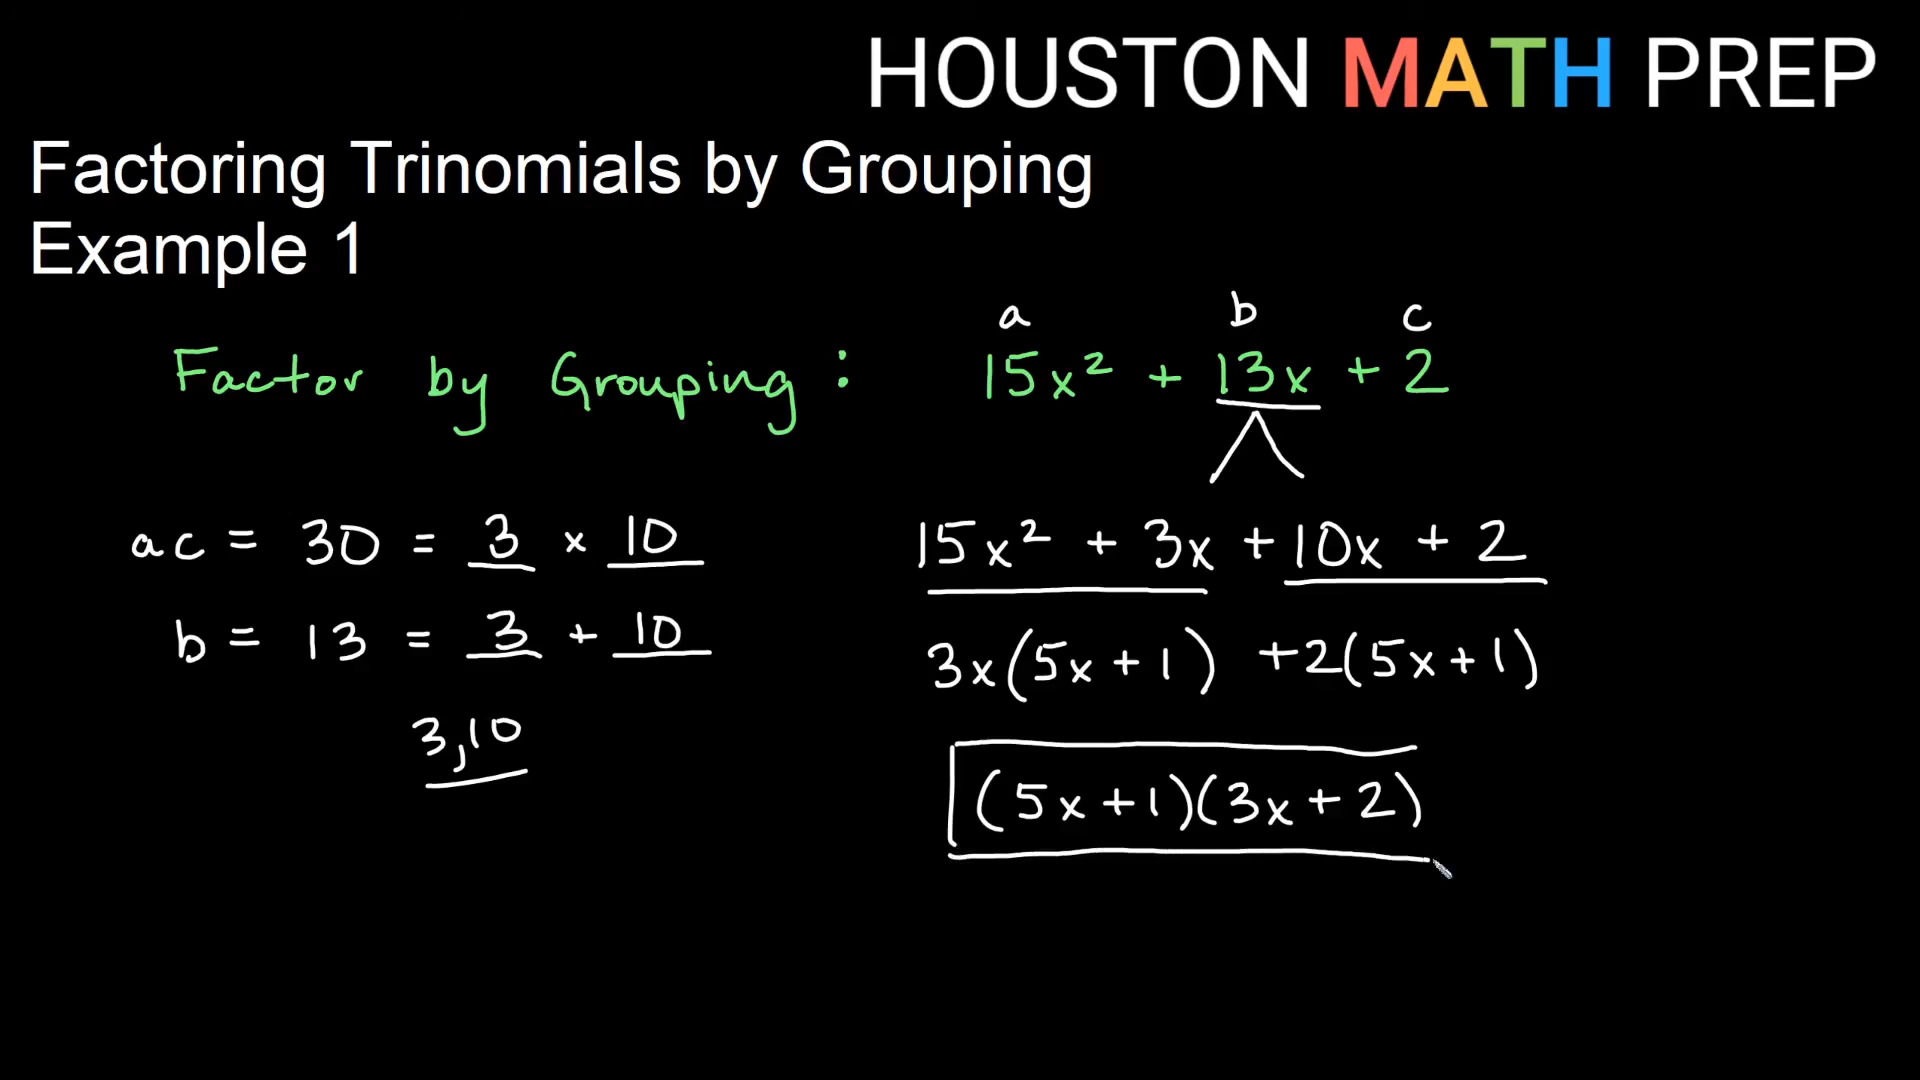 HOUSTON MATH PREP
Factoring Trinomials by Grouping
Example 1
a b c
Factor by Grouping : 15x² + 13x + 2
ac = 30 = 3 × 10
b = 13 = 3 + 10
3,10
15x² + 3x + 10x + 2
3x(5x + 1) +2(5x + 1)
(5x + 1)(3x + 2)